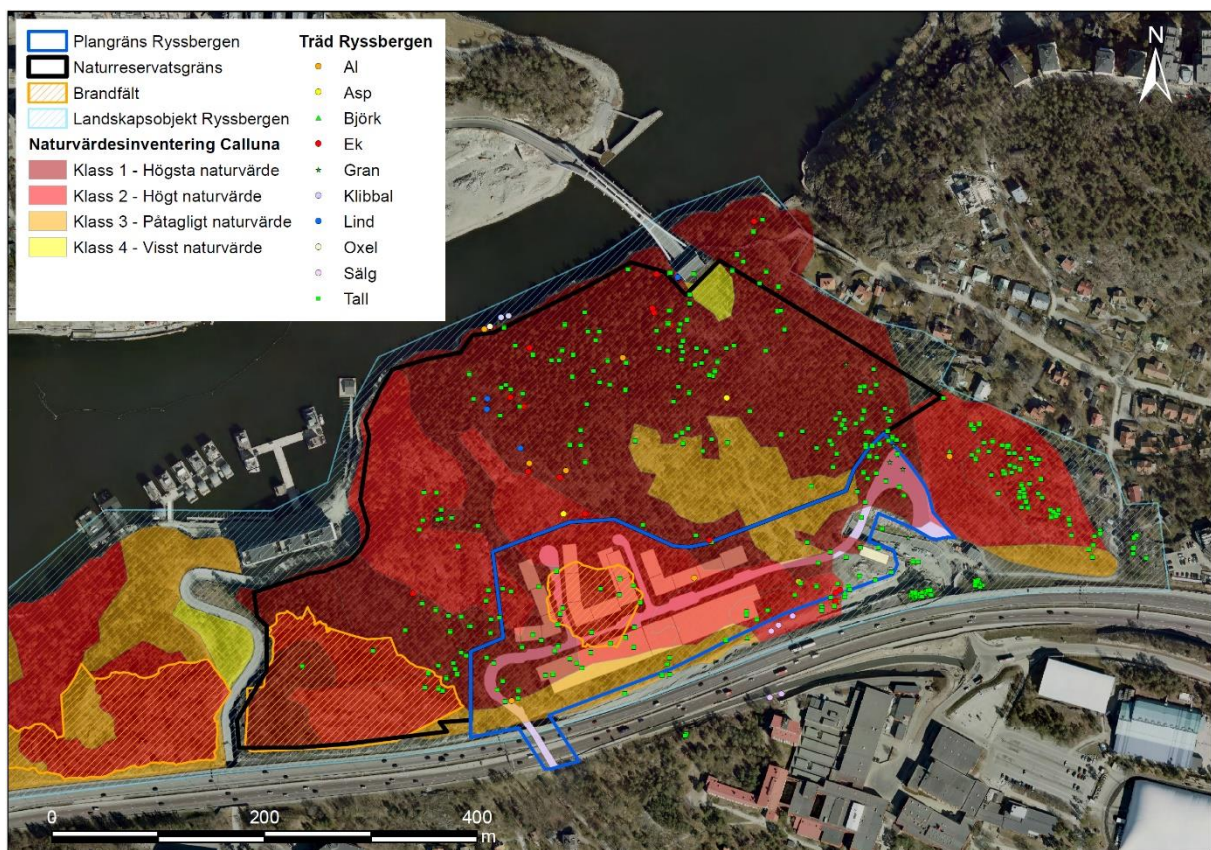 Plangräns Ryssbergen
Naturreservatsgräns
Brandfält
Landskapsobjekt Ryssbergen
Naturvärdesinventering Calluna
Klass 1 - Högsta naturvärde
Klass 2 - Högt naturvärde
Klass 3 - Påtagligt naturvärde
Klass 4 - Visst naturvärde
Träd Ryssbergen
Al
Asp
Björk
Ek
Gran
Klibbal
Lind
Oxel
Sälg
Tall
N
0 200 400
m